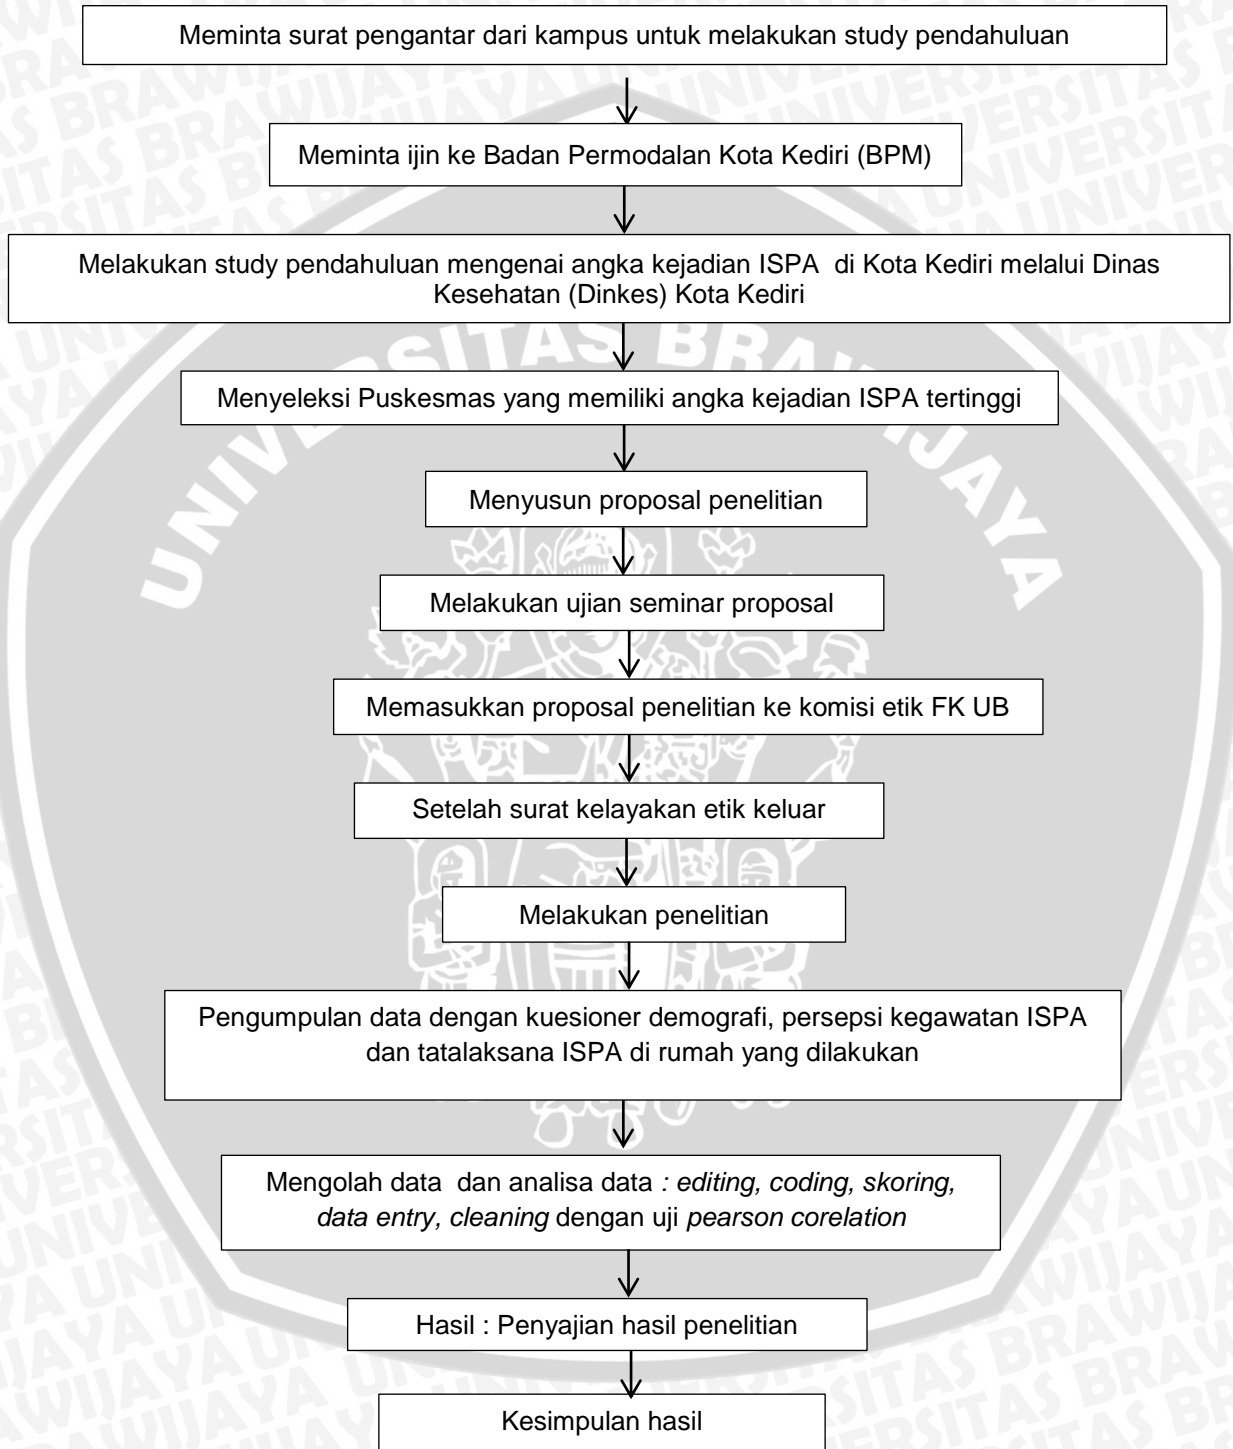 Meminta surat pengantar dari kampus untuk melakukan study pendahuluan
Meminta ijin ke Badan Permodalan Kota Kediri (BPM)
Melakukan study pendahuluan mengenai angka kejadian ISPA di Kota Kediri melalui Dinas
Kesehatan (Dinkes) Kota Kediri
UNIVERSITAS BRAWIJAYA
Menyeleksi Puskesmas yang memiliki angka kejadian ISPA tertinggi
Menyusun proposal penelitian
Melakukan ujian seminar proposal
Memasukkan proposal penelitian ke komisi etik FK UB
Setelah surat kelayakan etik keluar
Melakukan penelitian
Pengumpulan data dengan kuesioner demografi, persepsi kegawatan ISPA
dan tatalaksana ISPA di rumah yang dilakukan
Mengolah data dan analisa data : editing, coding, skoring,
data entry, cleaning dengan uji pearson corelation
Hasil : Penyajian hasil penelitian
Kesimpulan hasil